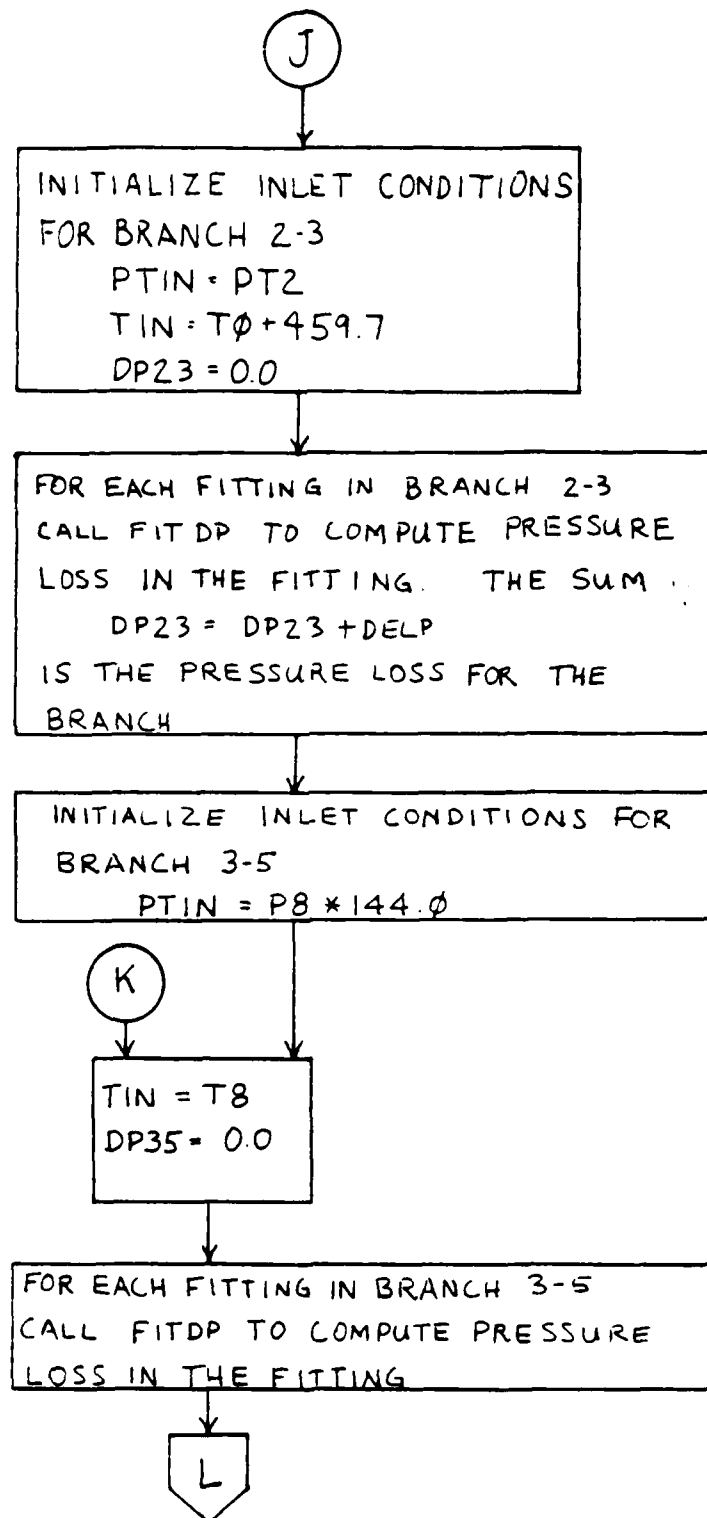 J
INITIALIZE INLET CONDITIONS
FOR BRANCH 2-3
PTIN = PT2
TIN = TØ+459.7
DP23 = 0.0
FOR EACH FITTING IN BRANCH 2-3
CALL FITDP TO COMPUTE PRESSURE
LOSS IN THE FITTING. THE SUM
DP23 = DP23 + DELP
IS THE PRESSURE LOSS FOR THE
BRANCH
INITIALIZE INLET CONDITIONS FOR
BRANCH 3-5
PTIN = P8 * 144.Ø
K
TIN = T8
DP35 = 0.0
FOR EACH FITTING IN BRANCH 3-5
CALL FITDP TO COMPUTE PRESSURE
LOSS IN THE FITTING
L